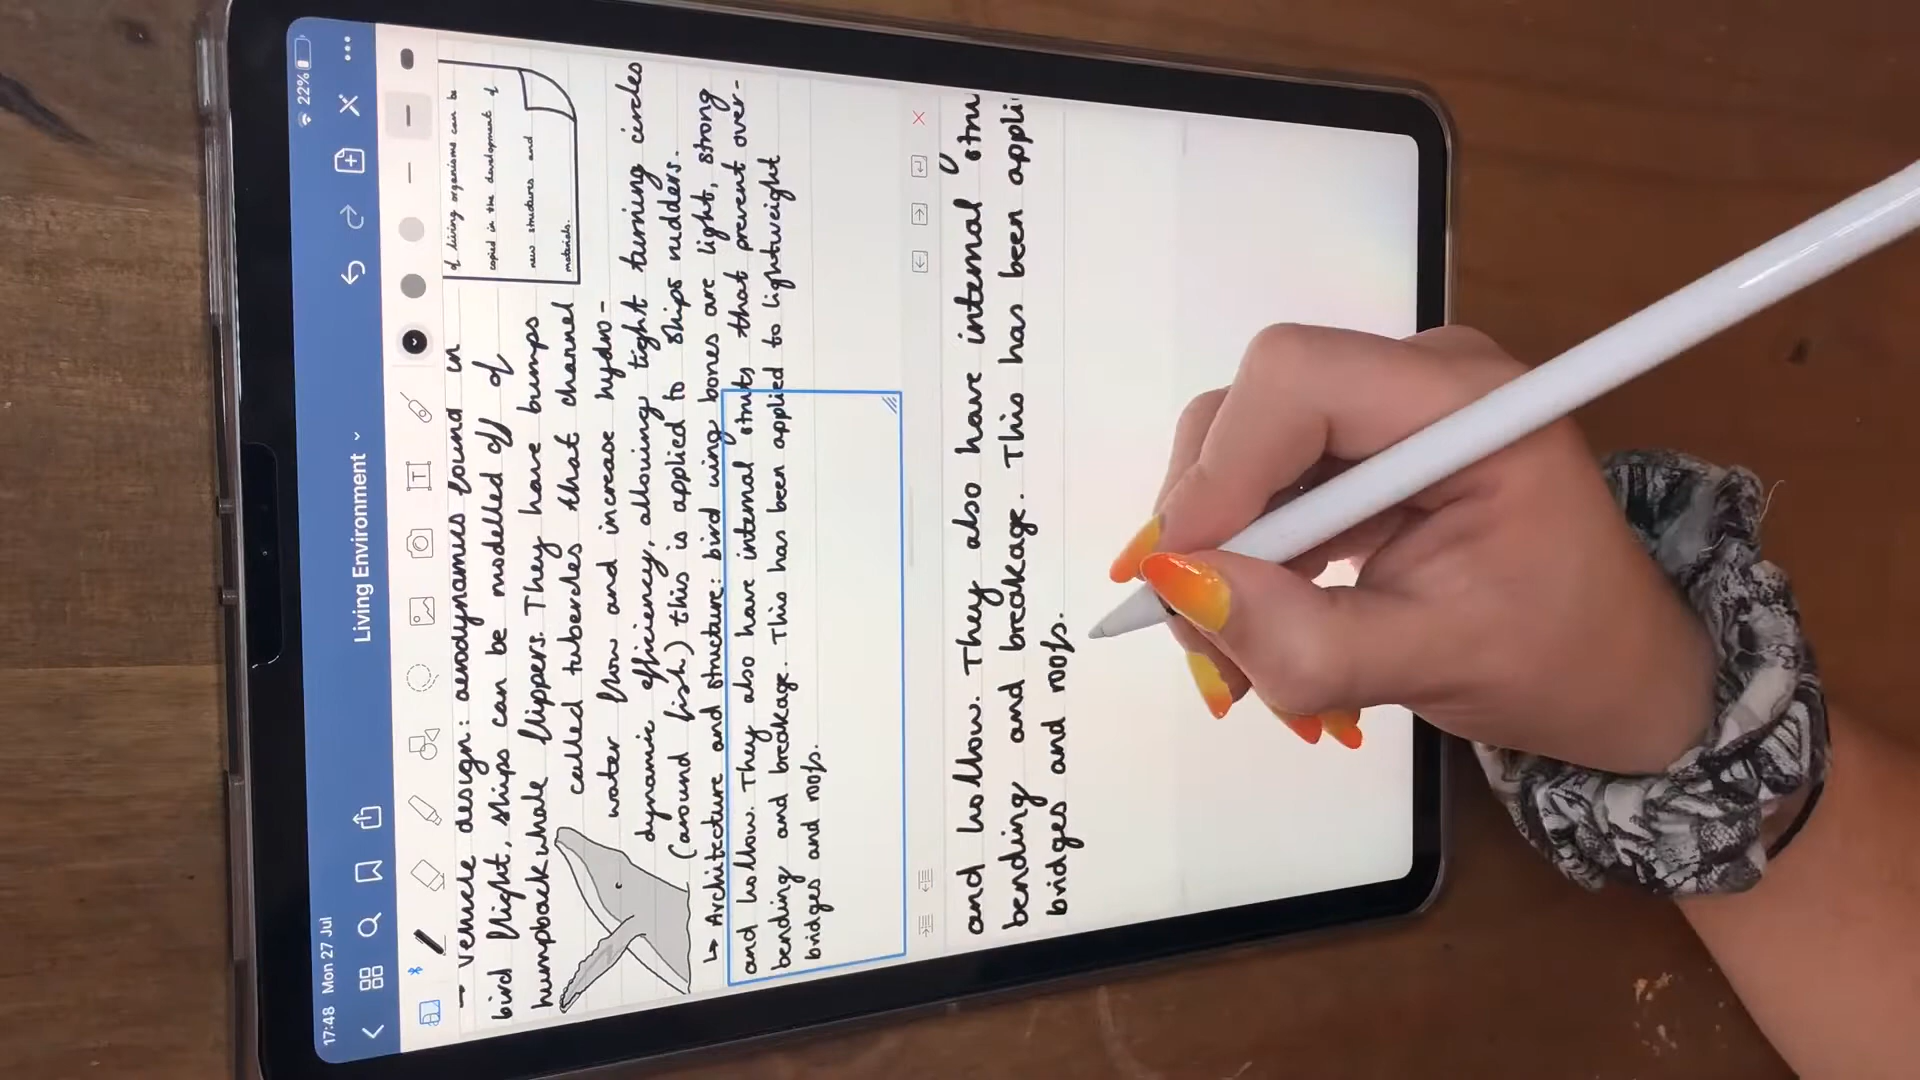 17:48 Mon 27 Jul
22%
Living Environment
T
of living organisms can be
copied in the development of
new structures and
materials.
→ Vehicle design: aerodynamics found in
bird flight, ships can be modelled off of
humpback whale flippers. They have bumps
called tubercles that channel
water flow and increase hydro-
dynamic efficiency, allowing tight turning circles
(around fish) this is applied to ships rudders.
↳ Architecture and structure: bird wing bones are light, strong
and hollow. They also have internal struts that prevent over-
bending and breakage. This has been applied to lightweight
bridges and roofs.
and hollow. They also have internal stru
bending and breakage. This has been appli
bridges and roofs.